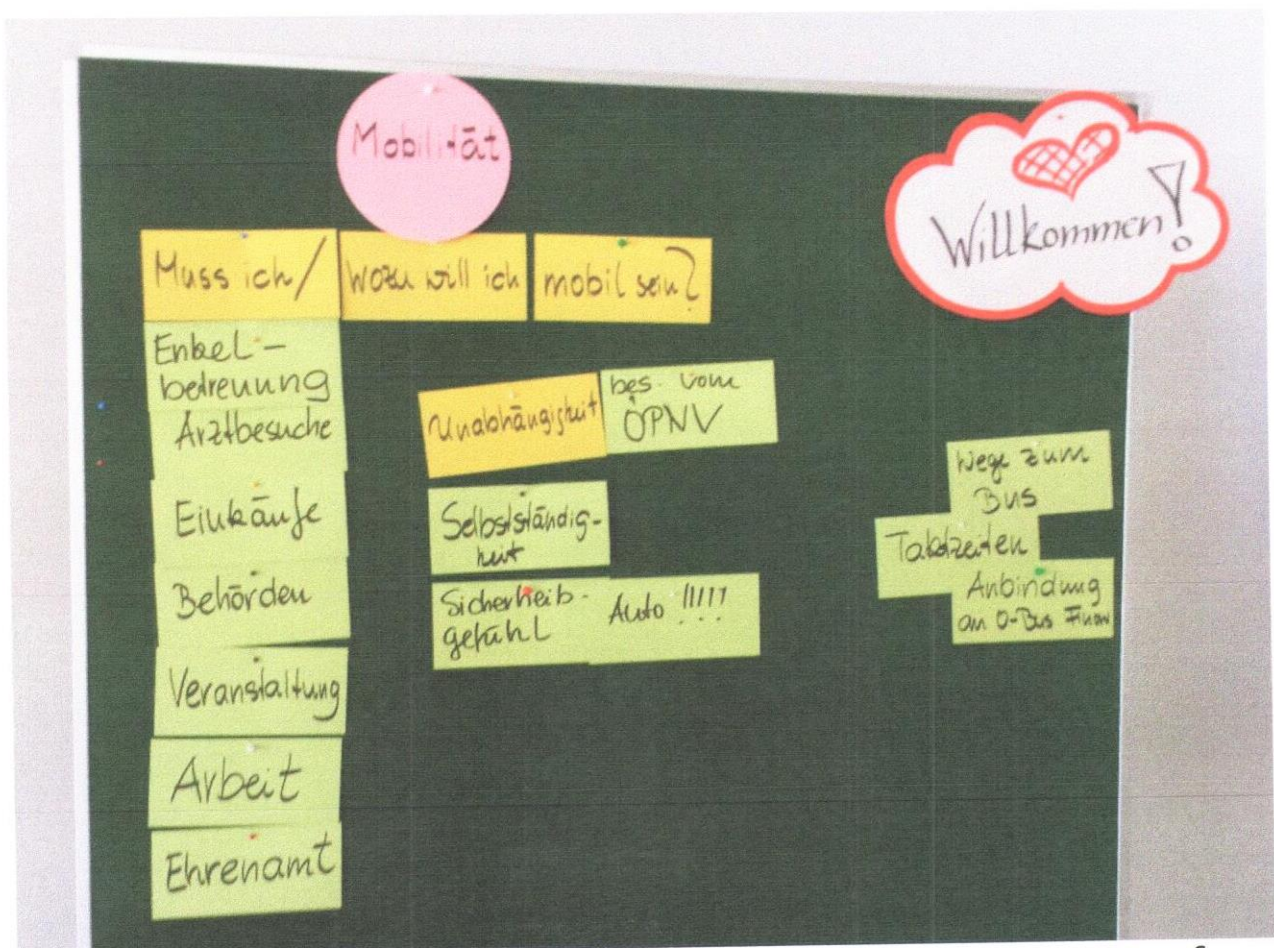 Mobilität
Willkommen!
Muss ich/
Wozu will ich
mobil sein?
Enkel-
betreuung
Arztbesuche
Einkäufe
Behörden
Veranstaltung
Arbeit
Ehrenamt
Unabhängigkeit
bes. vom
ÖPNV
Selbstständig-
keit
Sicherheits-
gefühl
Auto !!!!!
Wege zum
Bus
Taktzeiten
Anbindung
an O-Bus Finow